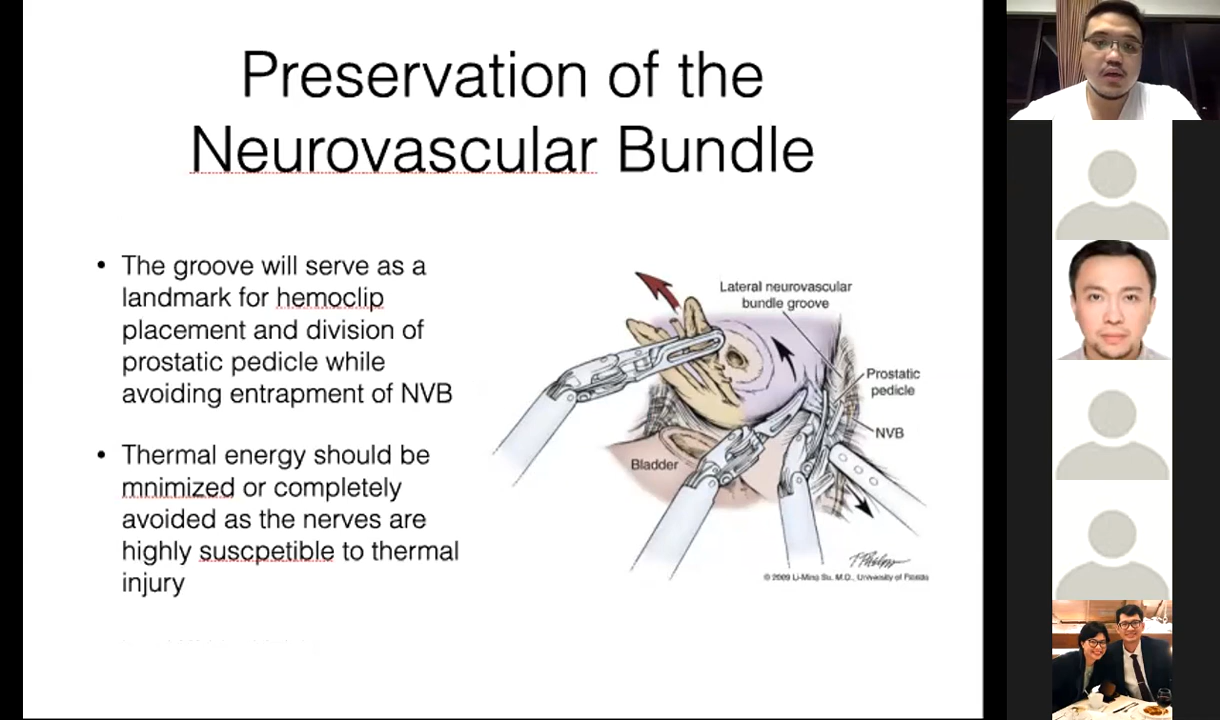 Preservation of the
Neurovascular Bundle
• The groove will serve as a
landmark for hemoclip
placement and division of
prostatic pedicle while
avoiding entrapment of NVB
• Thermal energy should be
mnimized or completely
avoided as the nerves are
highly suscpetible to thermal
injury
Lateral neurovascular
bundle groove
Prostatic
pedicle
NVB
Bladder
© 2009 Li-Ming Su, M.D., University of Florida